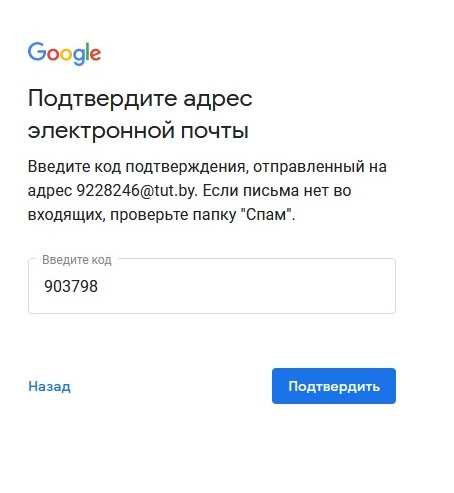 Google
Подтвердите адрес
электронной почты
Введите код подтверждения, отправленный на
адрес 9228246@tut.by. Если письма нет во
входящих, проверьте папку "Спам".
Введите код
903798
Назад
Подтвердить